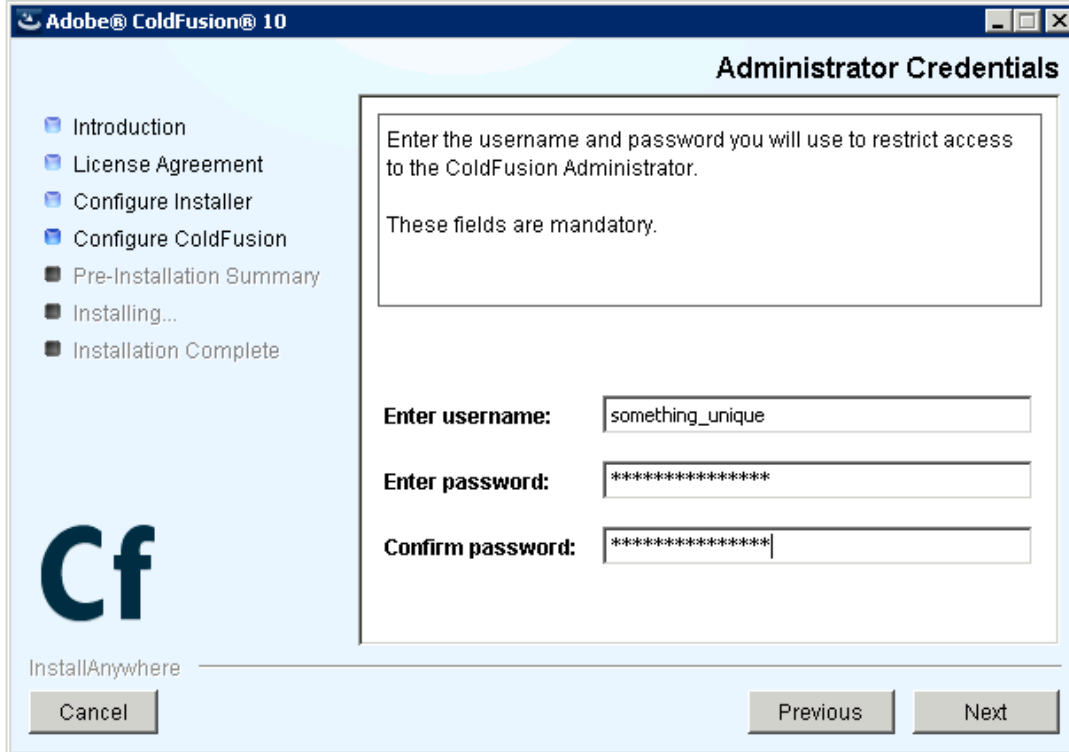 Adobe® ColdFusion® 10
Administrator Credentials
Introduction
License Agreement
Configure Installer
Configure ColdFusion
Pre-Installation Summary
Installing...
Installation Complete
Enter the username and password you will use to restrict access
to the ColdFusion Administrator.
These fields are mandatory.
Enter username: something_unique
Enter password: ***************
Confirm password: ***************
Cf
InstallAnywhere
Cancel
Previous
Next